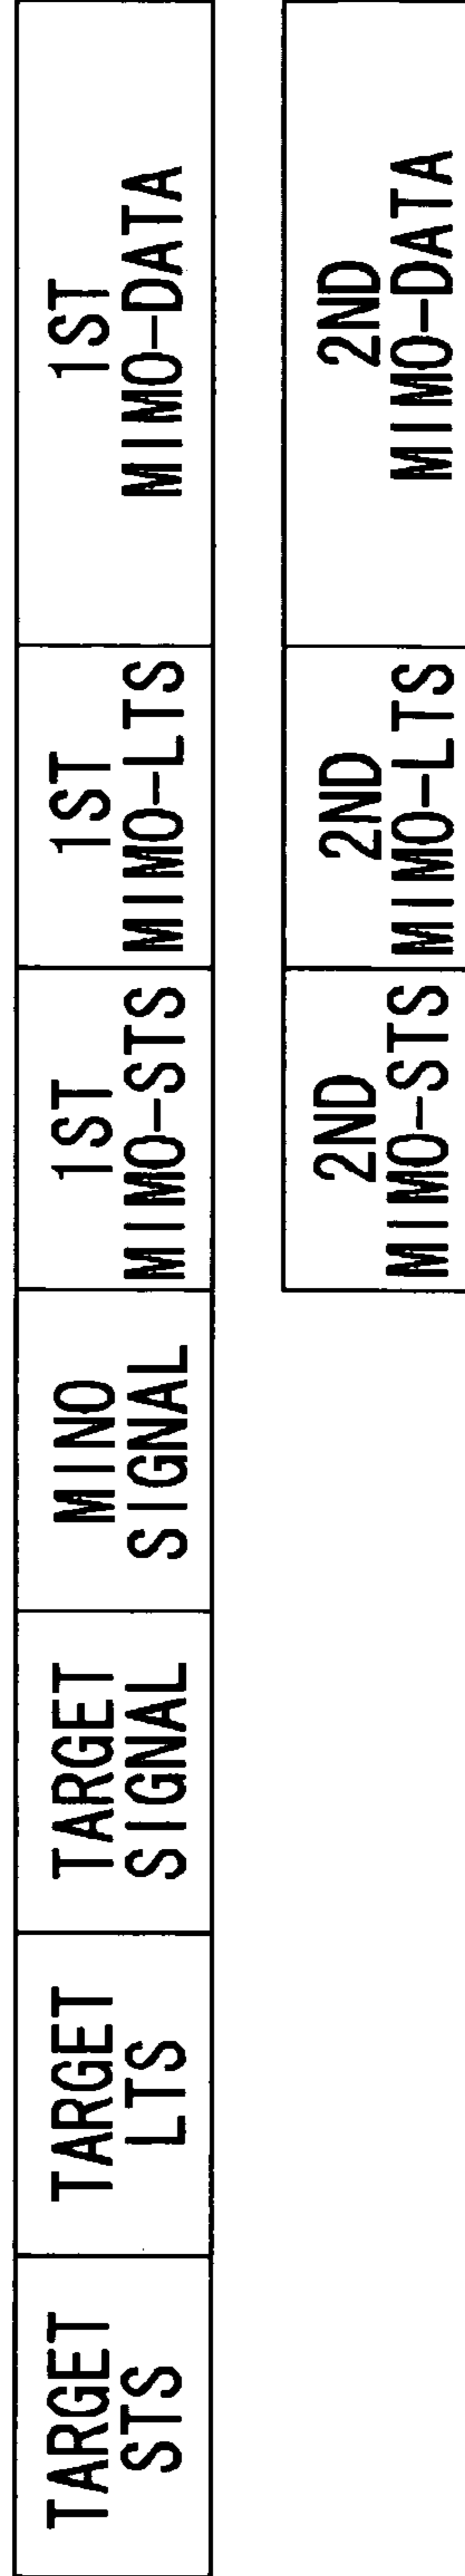 TARGET
STS
TARGET
LTS
TARGET
SIGNAL
MINO
SIGNAL
1ST
MIMO-STS
1ST
MIMO-LTS
1ST
MIMO-DATA
2ND
MIMO-STS
2ND
MIMO-LTS
2ND
MIMO-DATA